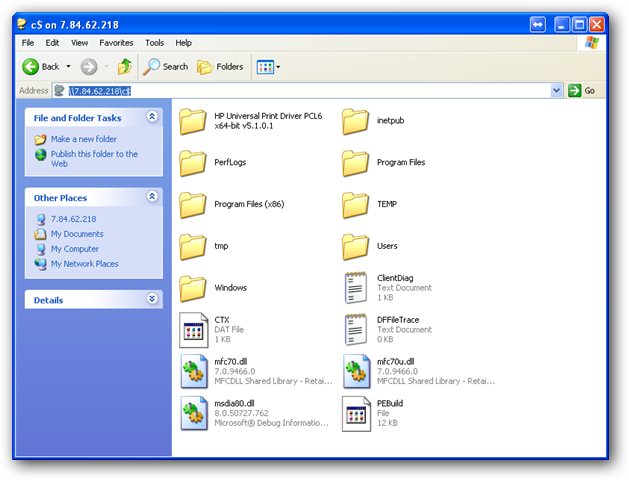 c$ on 7.84.62.218
File Edit View Favorites Tools Help
Back Search Folders
Address \\7.84.62.218\c$ Go
File and Folder Tasks
Make a new folder
Publish this folder to the
Web
Other Places
7.84.62.218
My Documents
My Computer
My Network Places
Details
HP Universal Print Driver PCL6
x64-bit v5.1.0.1
inetpub
PerfLogs
Program Files
Program Files (x86)
TEMP
tmp
Users
Windows
ClientDiag
Text Document
1 KB
CTX
DAT File
1 KB
DFFileTrace
Text Document
0 KB
mfc70.dll
7.0.9466.0
MFCDLL Shared Library - Retai...
mfc70u.dll
7.0.9466.0
MFCDLL Shared Library - Retai...
msdia80.dll
8.0.50727.762
Microsoft® Debug Informatio...
PEBuild
File
12 KB